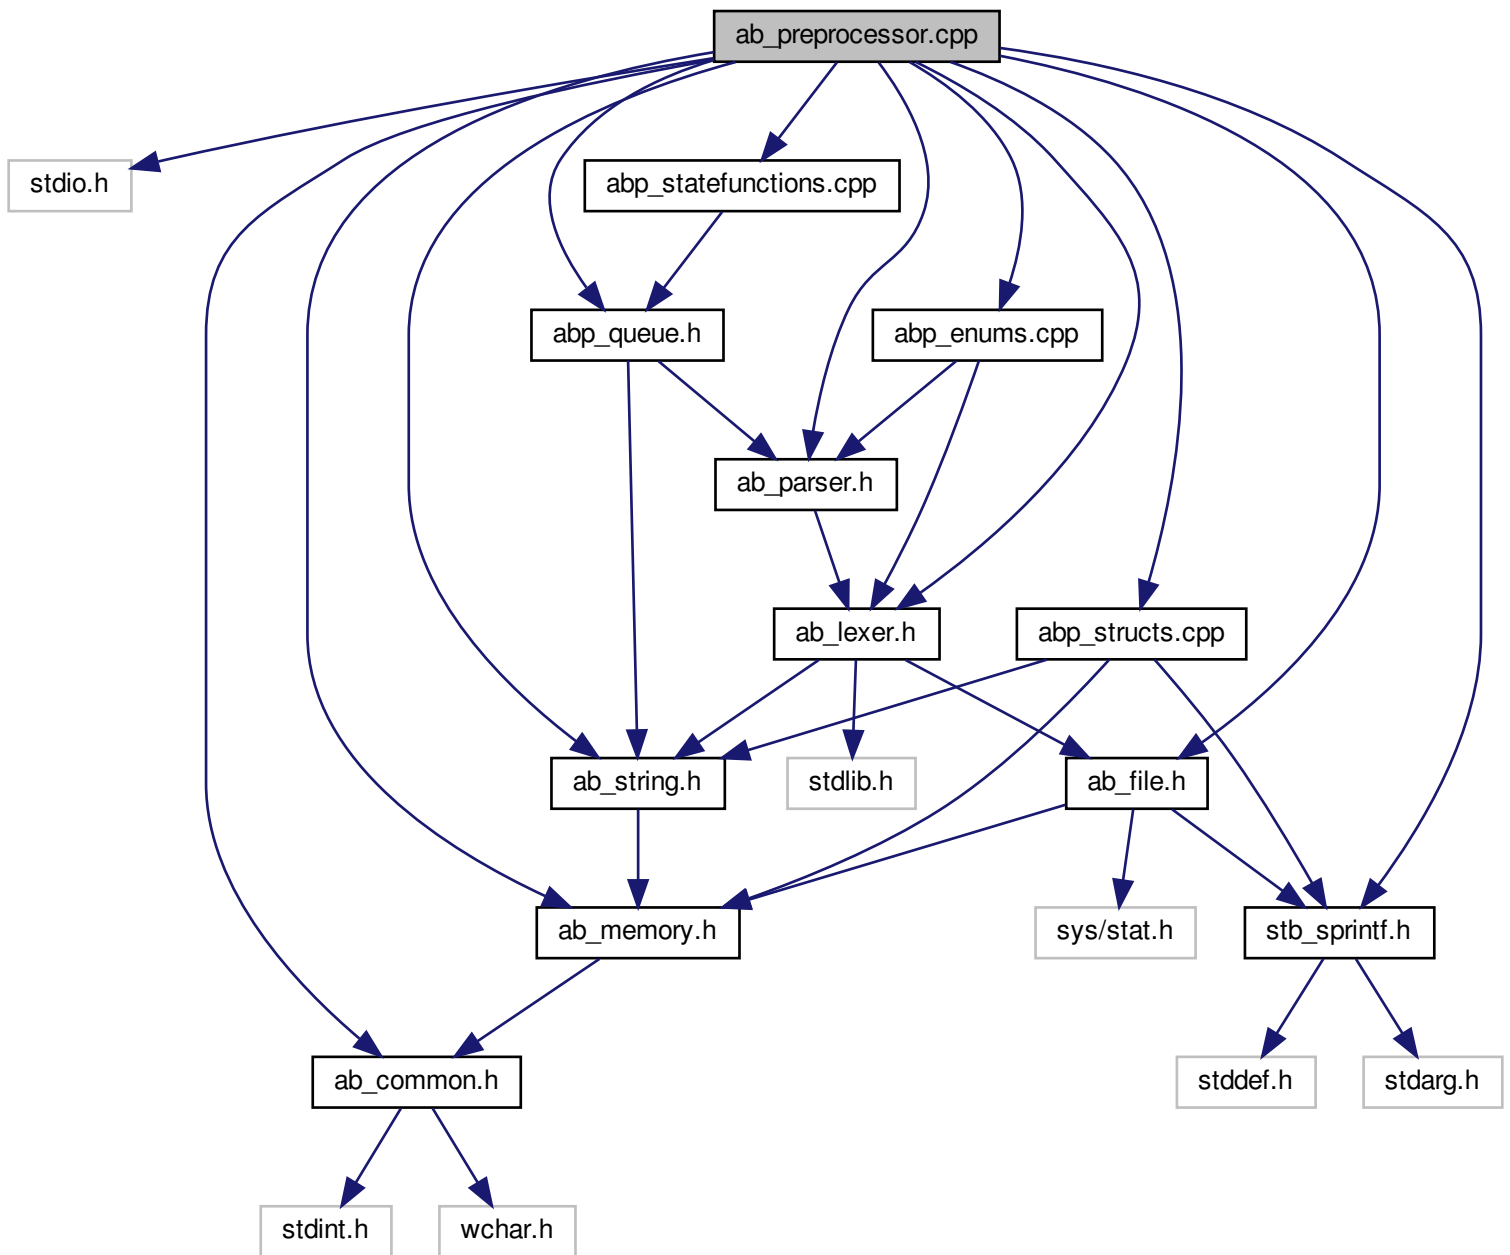 ab_preprocessor.cpp
stdio.h
abp_statefunctions.cpp
abp_queue.h
abp_enums.cpp
ab_parser.h
ab_lexer.h
abp_structs.cpp
ab_string.h
stdlib.h
ab_file.h
ab_memory.h
sys/stat.h
stb_sprintf.h
ab_common.h
stddef.h
stdarg.h
stdint.h
wchar.h